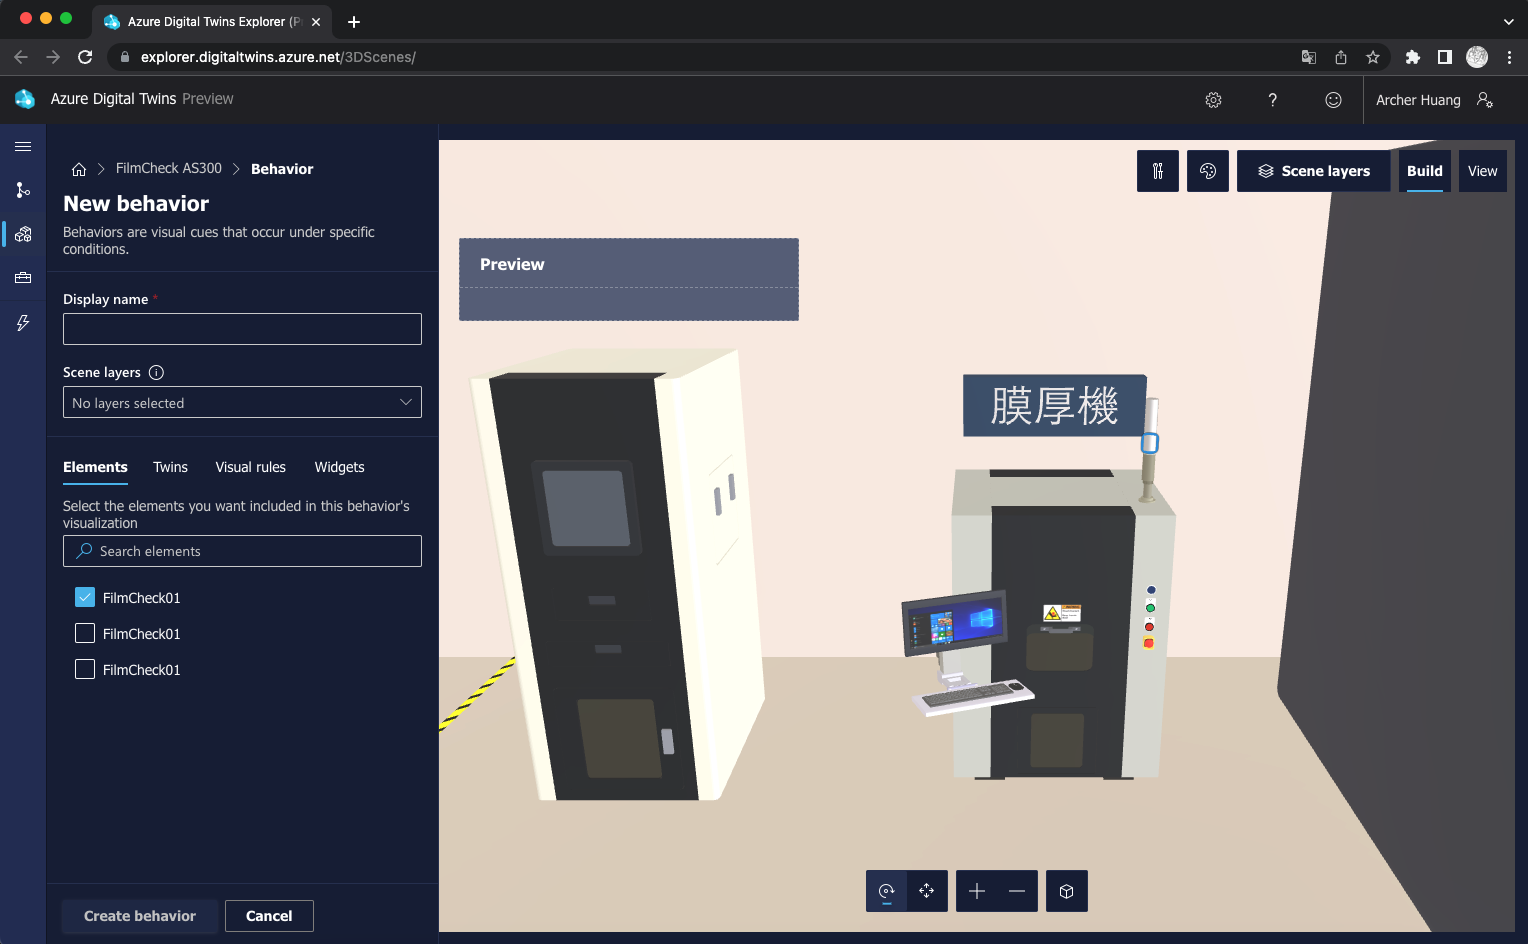 Azure Digital Twins Explorer (P
explorer.digitaltwins.azure.net/3DScenes/
Azure Digital Twins Preview
?
Archer Huang
FilmCheck AS300
Behavior
New behavior
Behaviors are visual cues that occur under specific
conditions.
Display name *
Scene layers
No layers selected
Elements Twins Visual rules Widgets
Select the elements you want included in this behavior's
visualization
Search elements
FilmCheck01
FilmCheck01
FilmCheck01
Create behavior
Cancel
Scene layers
Build
View
Preview
膜厚機